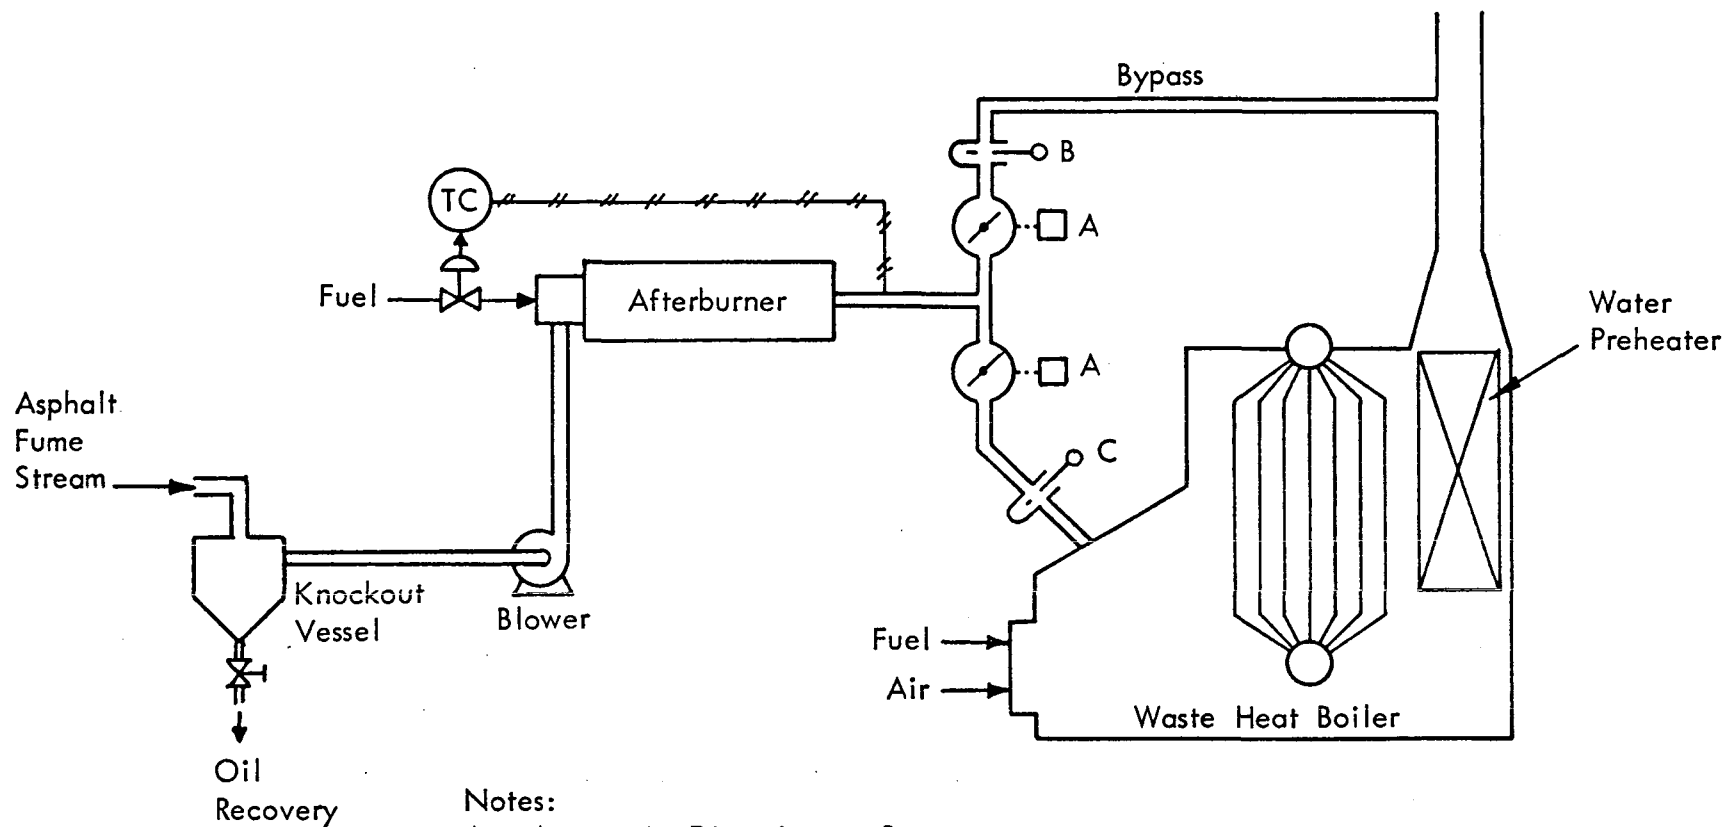 Bypass
B
TC
A
Fuel
Afterburner
Water
Preheater
A
Asphalt
Fume
Stream
C
Knockout
Vessel
Blower
Fuel
Air
Waste Heat Boiler
Oil
Recovery
Notes: